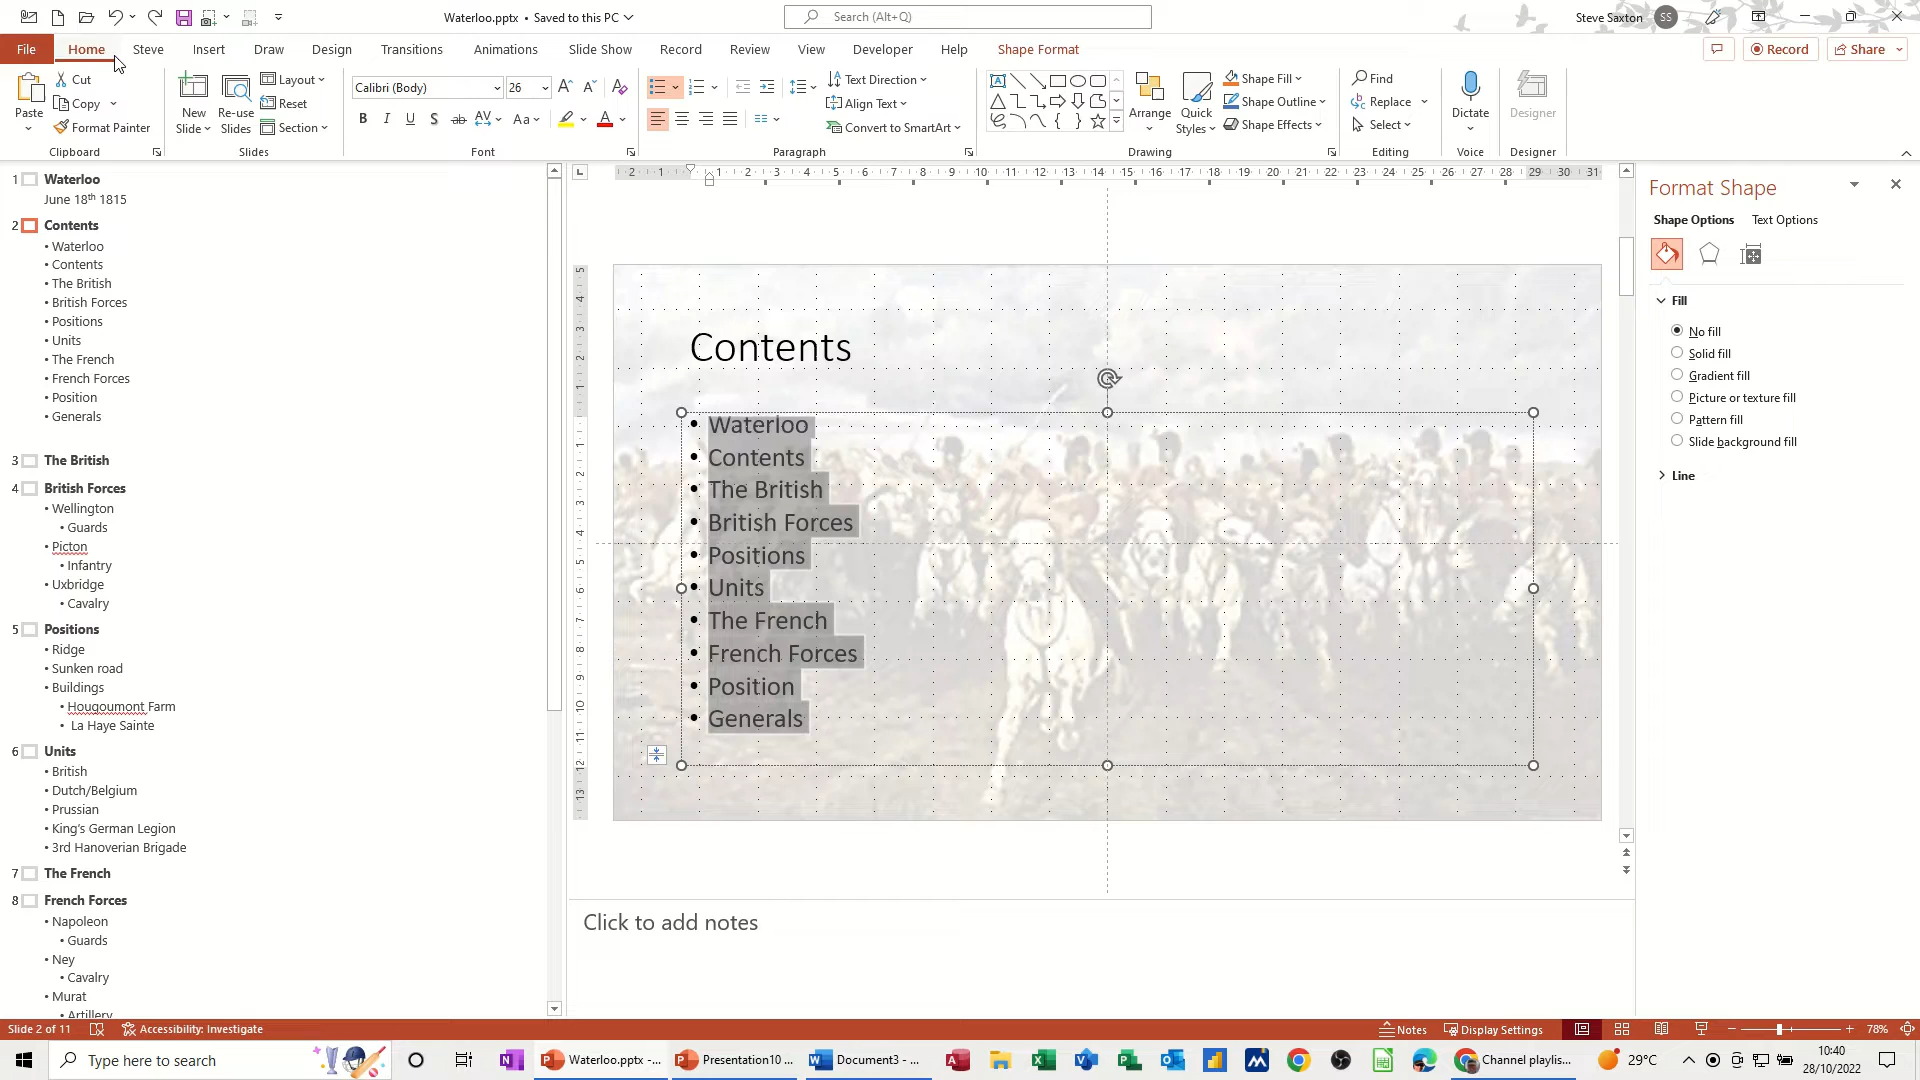 Waterloo.pptx • Saved to this PC
Search (Alt+Q)
Steve Saxton
SS
File
Home
Steve
Insert
Draw
Design
Transitions
Animations
Slide Show
Record
Review
View
Developer
Help
Shape Format
Record
Share
Paste
Cut
Copy
Format Painter
Clipboard
New Slide
Re-use Slides
Layout
Reset
Section
Slides
Calibri (Body)
26
Font
Text Direction
Align Text
Convert to SmartArt
Paragraph
Arrange
Quick Styles
Shape Fill
Shape Outline
Shape Effects
Drawing
Find
Replace
Select
Editing
Dictate
Voice
Designer
Designer
1 Waterloo
June 18th 1815
2 Contents
• Waterloo
• Contents
• The British
• British Forces
• Positions
• Units
• The French
• French Forces
• Position
• Generals
3 The British
4 British Forces
• Wellington
• Guards
• Picton
• Infantry
• Uxbridge
• Cavalry
5 Positions
• Ridge
• Sunken road
• Buildings
• Hougoumont Farm
• La Haye Sainte
6 Units
• British
• Dutch/Belgium
• Prussian
• King's German Legion
• 3rd Hanoverian Brigade
7 The French
8 French Forces
• Napoleon
• Guards
• Ney
• Cavalry
• Murat
• Artillery
Contents
• Waterloo
• Contents
• The British
• British Forces
• Positions
• Units
• The French
• French Forces
• Position
• Generals
Click to add notes
Format Shape
Shape Options
Text Options
Fill
No fill
Solid fill
Gradient fill
Picture or texture fill
Pattern fill
Slide background fill
Line
Slide 2 of 11
Accessibility: Investigate
Notes
Display Settings
78%
Type here to search
Waterloo.pptx -...
Presentation10 ...
Document3 - ...
Channel playlis...
29°C
10:40
28/10/2022